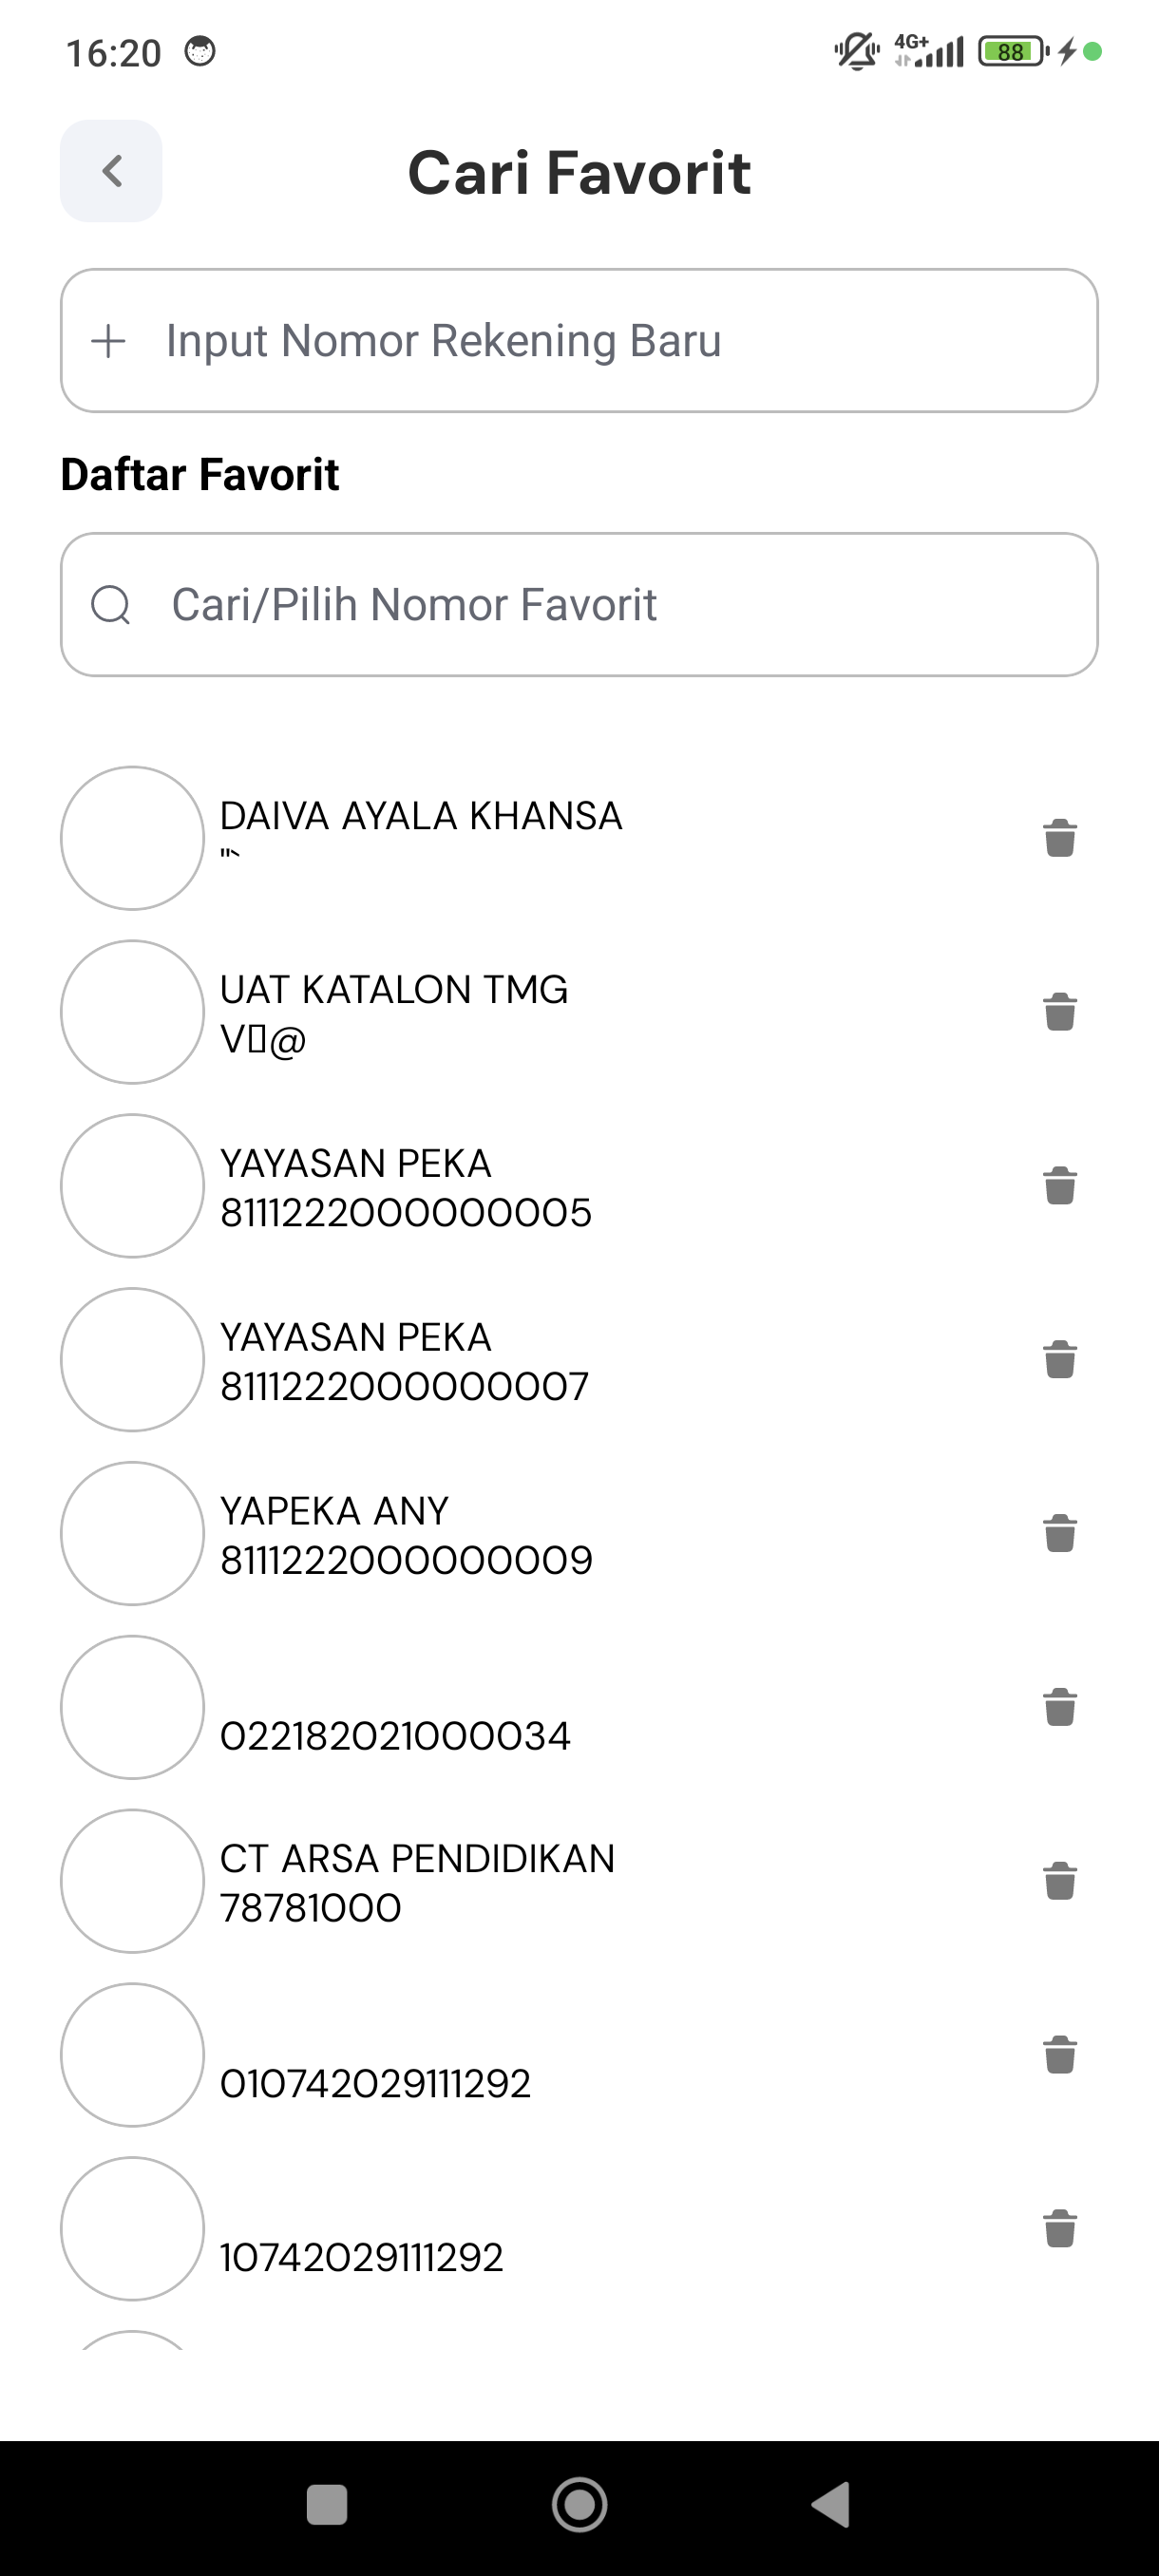 16:20
4G+
88
Cari Favorit
Input Nomor Rekening Baru
Daftar Favorit
Cari/Pilih Nomor Favorit
DAIVA AYALA KHANSA
"`
UAT KATALON TMG
V▯@
YAYASAN PEKA
8111222000000005
YAYASAN PEKA
8111222000000007
YAPEKA ANY
8111222000000009
022182021000034
CT ARSA PENDIDIKAN
78781000
010742029111292
10742029111292